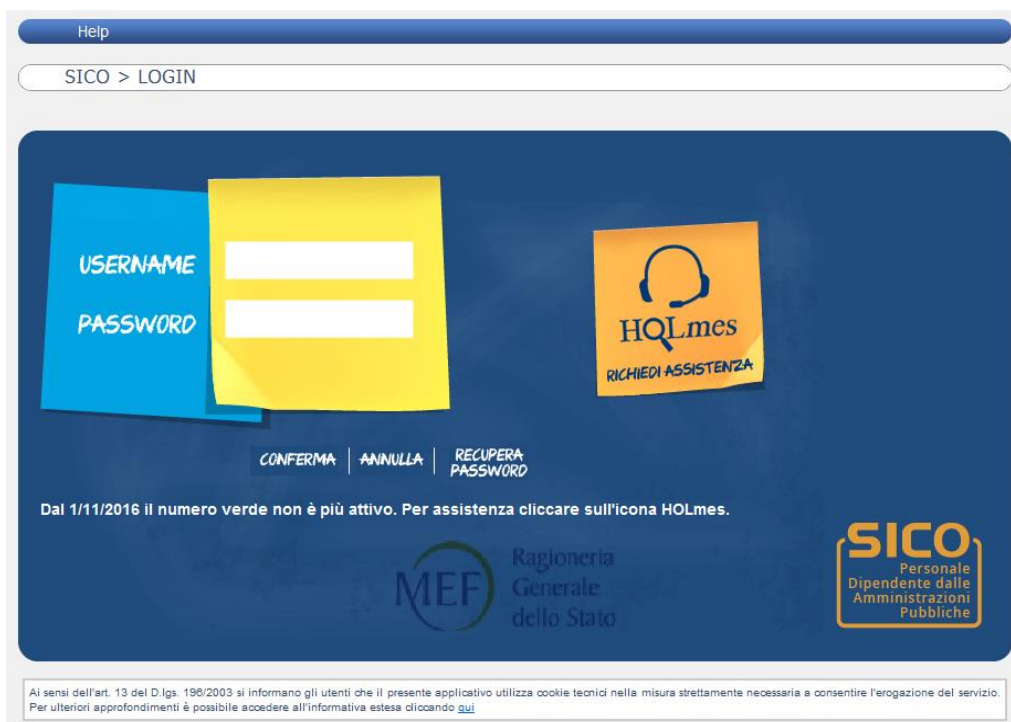 Help
SICO > LOGIN
USERNAME
PASSWORD
HOLmes
RICHIEDI ASSISTENZA
CONFERMA | ANNULLA | RECUPERA
PASSWORD
Dal 1/11/2016 il numero verde non è più attivo. Per assistenza cliccare sull'icona HOLmes.
MEF
Ragioneria
Generale
dello Stato
SICO
Personale
Dipendente dalle
Amministrazioni
Pubbliche
Ai sensi dell'art. 13 del D.lgs. 196/2003 si informano gli utenti che il presente applicativo utilizza cookie tecnici nella misura strettamente necessaria a consentire l'erogazione del servizio.
Per ulteriori approfondimenti è possibile accedere all'informativa estesa cliccando qui